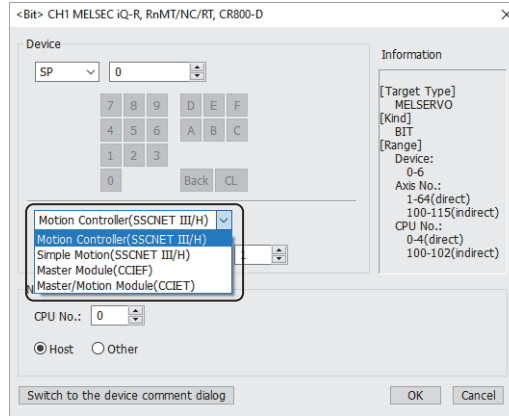 <Bit> CH1 MELSEC iQ-R, RnMT/NC/RT, CR800-D
Device
SP 0
7 8 9 D E F
4 5 6 A B C
1 2 3
0 Back CL
Motion Controller(SSCNET III/H)
Motion Controller(SSCNET III/H)
Simple Motion(SSCNET III/H)
1
Master Module(CCIEF)
Master/Motion Module(CCIET)
CPU No.: 0
Host Other
Information
[Target Type]
MELSERVO
[Kind]
BIT
[Range]
Device:
0-6
Axis No.:
1-64(direct)
100-115(indirect)
CPU No.:
0-4(direct)
100-102(indirect)
Switch to the device comment dialog OK Cancel